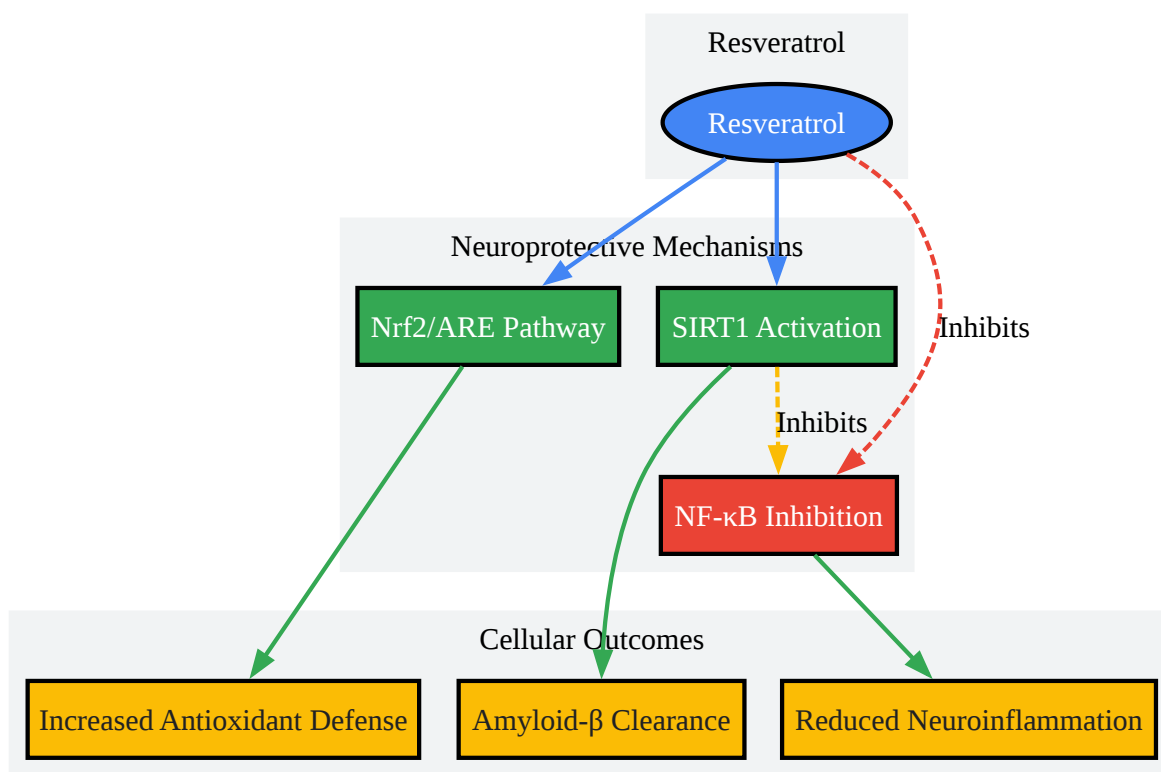 Resveratrol
Resveratrol
Neuroprotective Mechanisms
Nrf2/ARE Pathway
SIRT1 Activation
Inhibits
Inhibits
NF-κB Inhibition
Cellular Outcomes
Increased Antioxidant Defense
Amyloid-β Clearance
Reduced Neuroinflammation